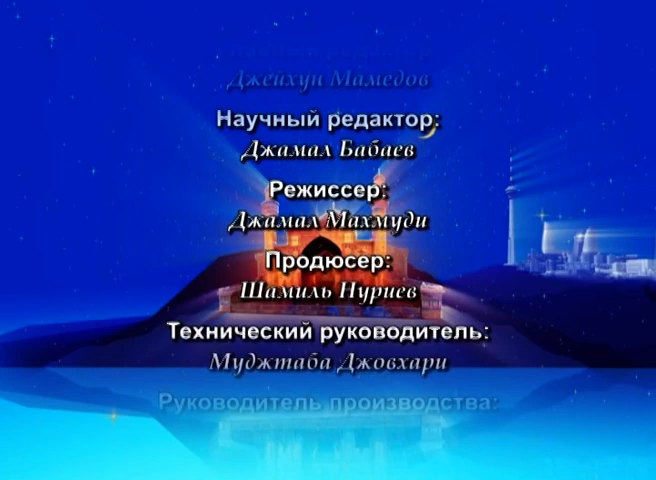 Джейхун Мамедов
Научный редактор:
Джамал Бабаев
Режиссер:
Джамал Махмуди
Продюсер:
Шамиль Нуриев
Технический руководитель:
Муджтаба Джовхари
Руководитель производства: